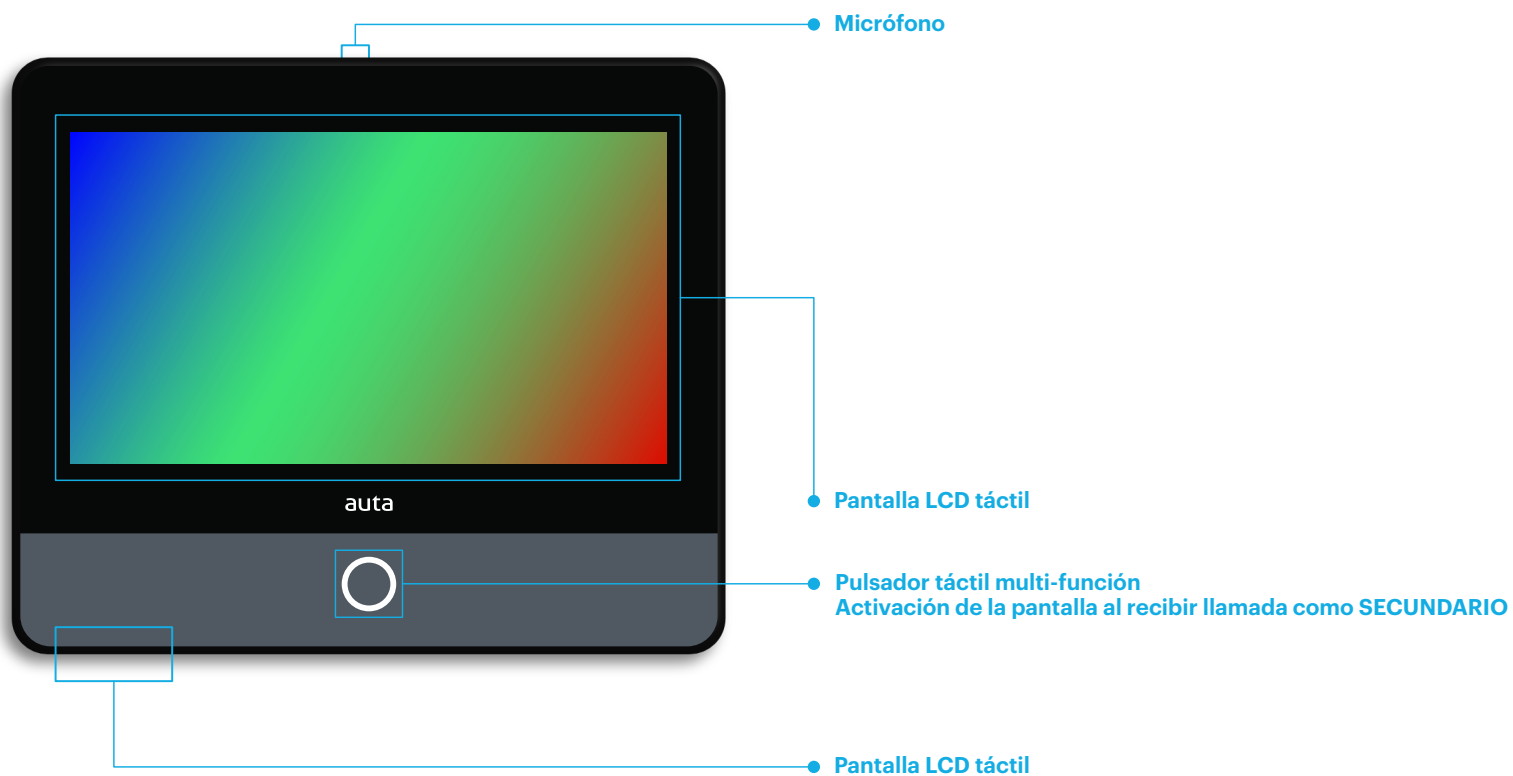 Micrófono
auta
Pantalla LCD táctil
Pulsador táctil multi-función
Activación de la pantalla al recibir llamada como SECUNDARIO
Pantalla LCD táctil